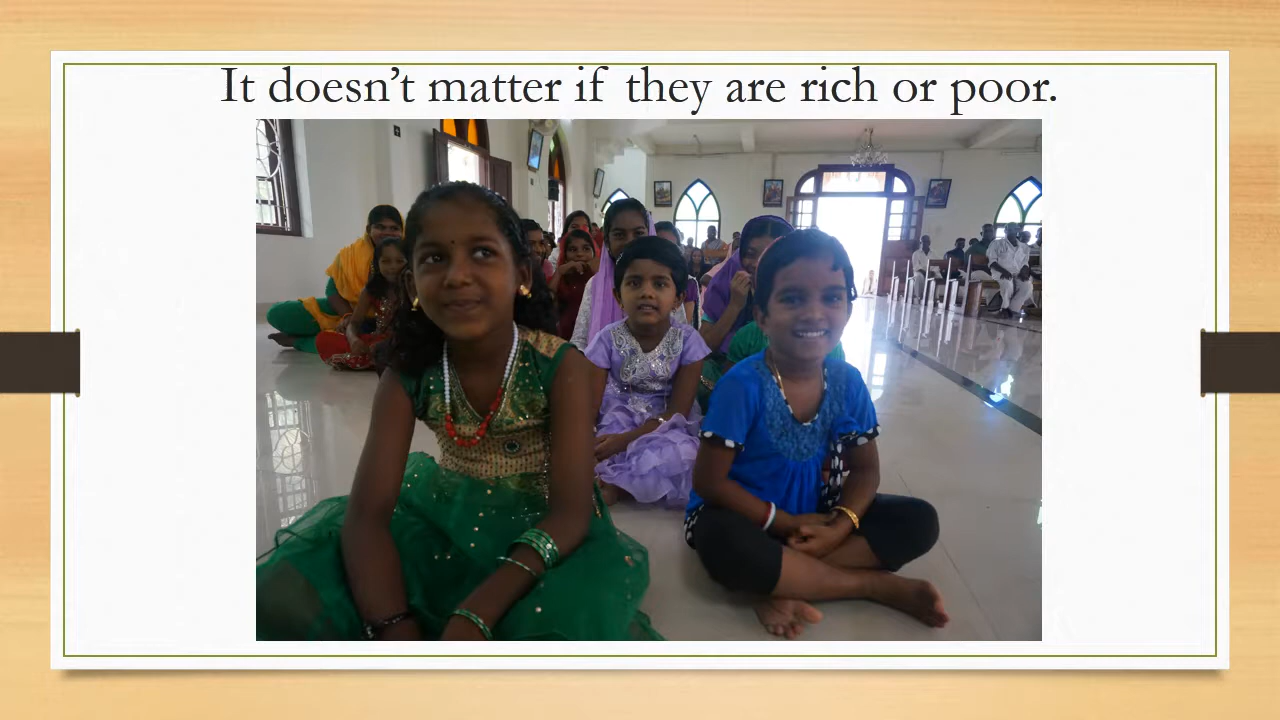 It doesn’t matter if they are rich or poor.